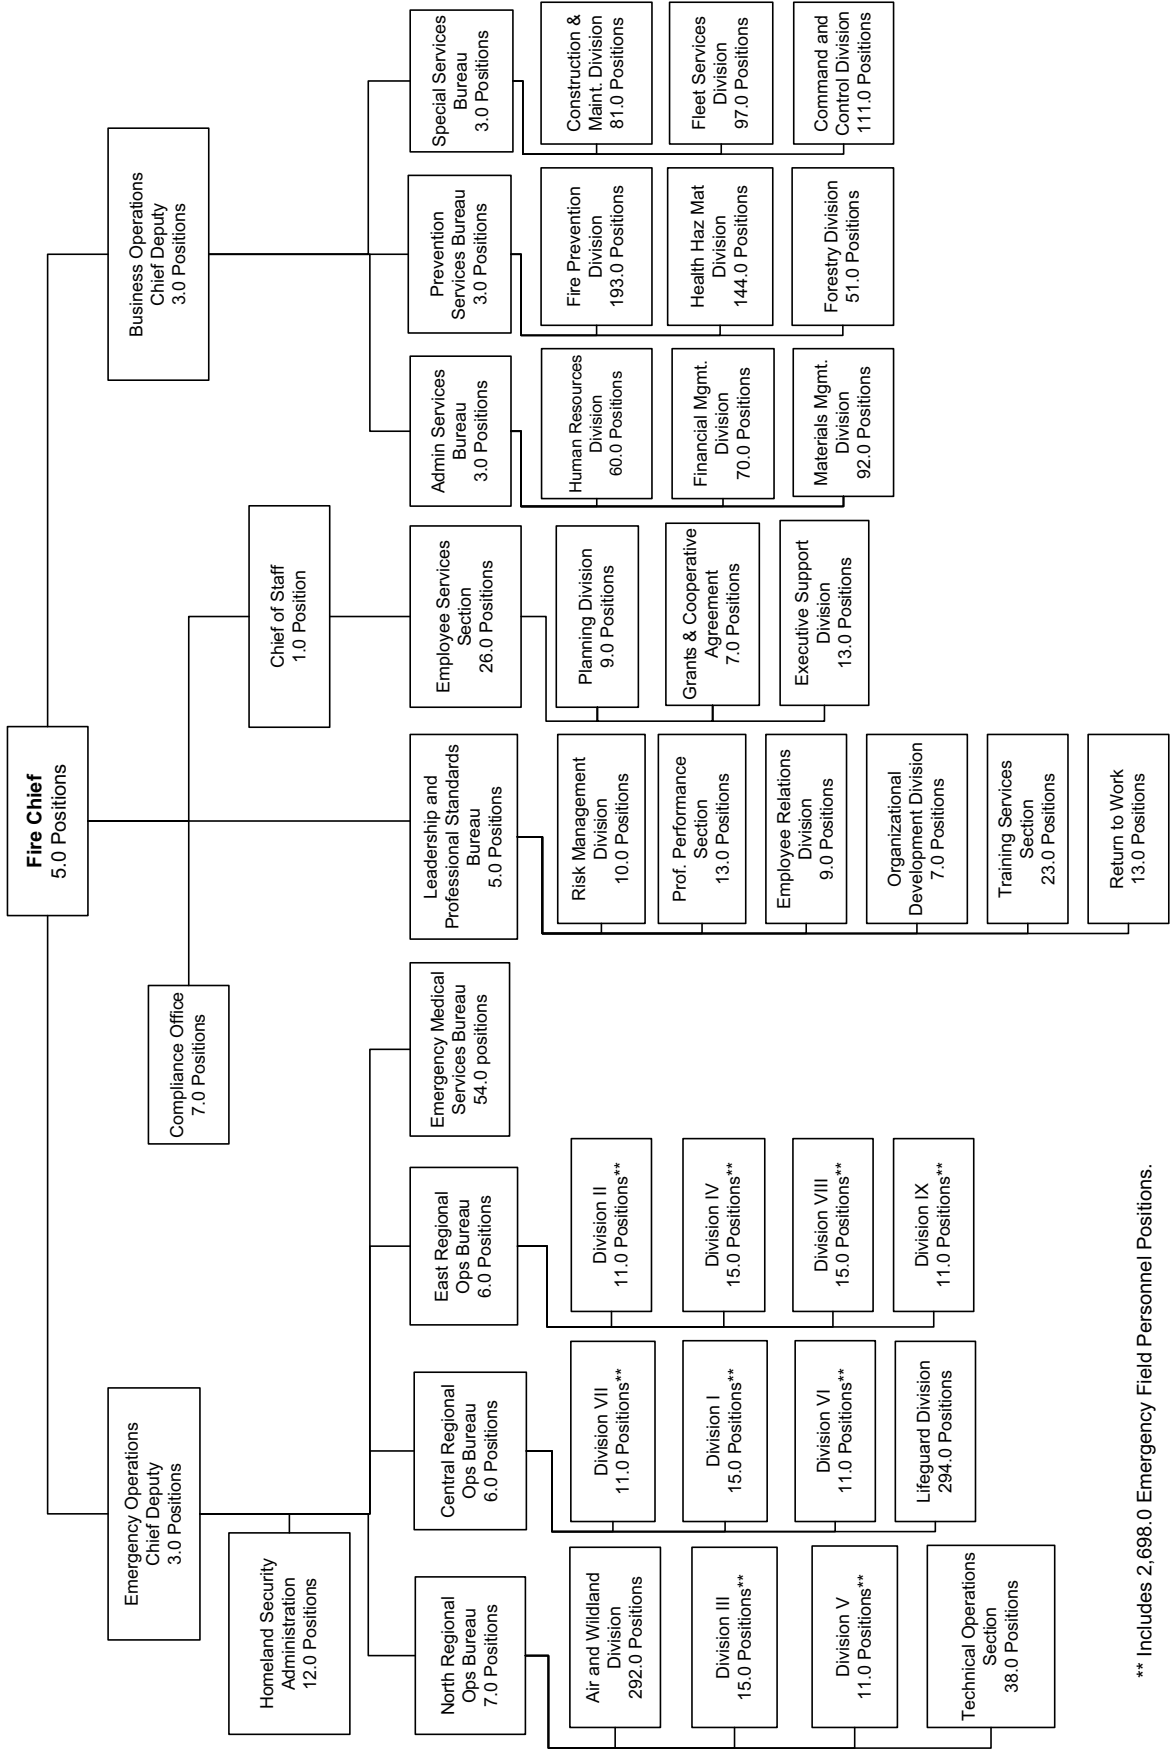 Fire Chief
5.0 Positions
Emergency Operations
Chief Deputy
3.0 Positions
Business Operations
Chief Deputy
3.0 Positions
Compliance Office
7.0 Positions
Chief of Staff
1.0 Position
Homeland Security
Administration
12.0 Positions
North Regional
Ops Bureau
7.0 Positions
Central Regional
Ops Bureau
6.0 Positions
East Regional
Ops Bureau
6.0 Positions
Emergency Medical
Services Bureau
54.0 positions
Leadership and
Professional Standards
Bureau
5.0 Positions
Employee Services
Section
26.0 Positions
Admin Services
Bureau
3.0 Positions
Prevention
Services Bureau
3.0 Positions
Special Services
Bureau
3.0 Positions
Air and Wildland
Division
292.0 Positions
Division III
15.0 Positions**
Division V
11.0 Positions**
Technical Operations
Section
38.0 Positions
Division VII
11.0 Positions**
Division I
15.0 Positions**
Division VI
11.0 Positions**
Lifeguard Division
294.0 Positions
Division II
11.0 Positions**
Division IV
15.0 Positions**
Division VIII
15.0 Positions**
Division IX
11.0 Positions**
Risk Management
Division
10.0 Positions
Prof. Performance
Section
13.0 Positions
Employee Relations
Division
9.0 Positions
Organizational
Development Division
7.0 Positions
Training Services
Section
23.0 Positions
Return to Work
13.0 Positions
Planning Division
9.0 Positions
Grants & Cooperative
Agreement
7.0 Positions
Executive Support
Division
13.0 Positions
Human Resources
Division
60.0 Positions
Financial Mgmt.
Division
70.0 Positions
Materials Mgmt.
Division
92.0 Positions
Fire Prevention
Division
193.0 Positions
Health Haz Mat
Division
144.0 Positions
Forestry Division
51.0 Positions
Construction &
Maint. Division
81.0 Positions
Fleet Services
Division
97.0 Positions
Command and
Control Division
111.0 Positions
** Includes 2,698.0 Emergency Field Personnel Positions.